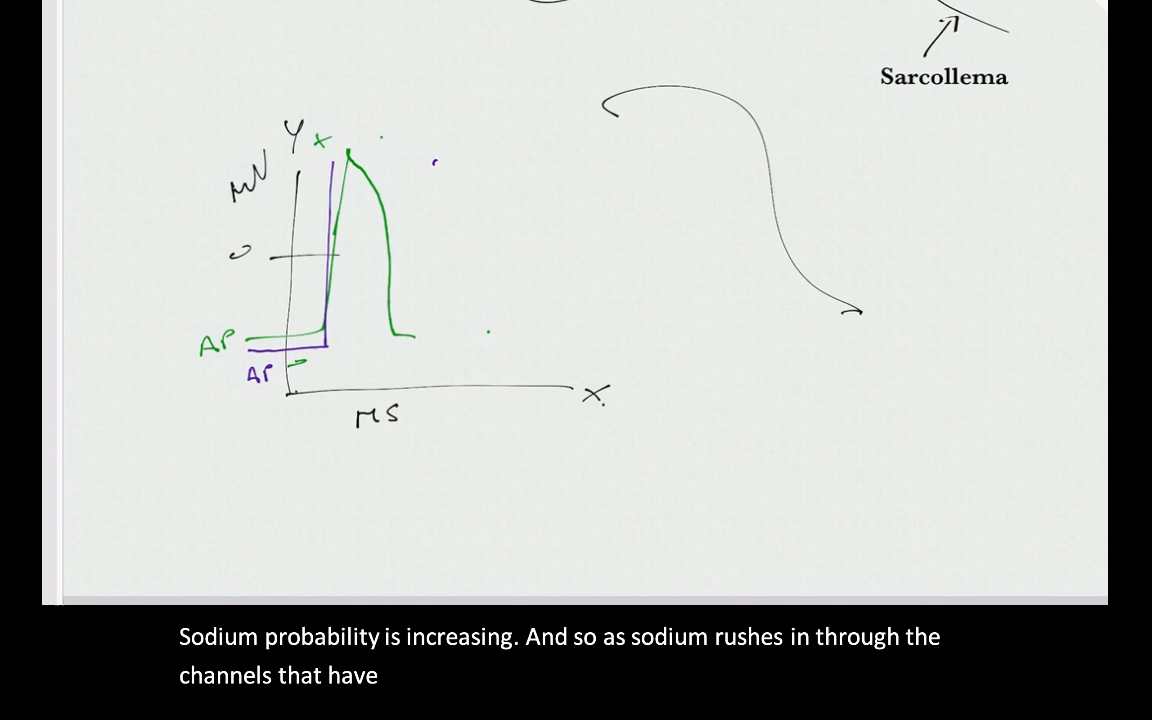 Sarcollema
Y
+
MV
0
AP
AP
-
X
MS
Sodium probability is increasing. And so as sodium rushes in through the
channels that have